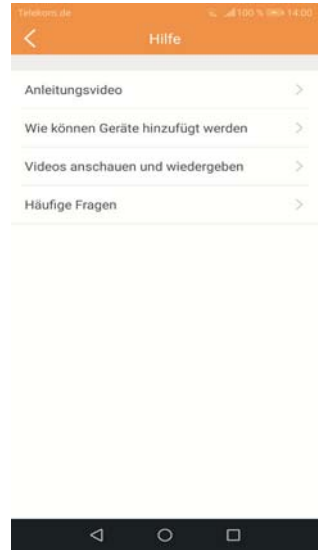 Telekom.de 100 % 14:00
Hilfe
Anleitungsvideo
Wie können Geräte hinzufügt werden
Videos anschauen und wiedergeben
Häufige Fragen